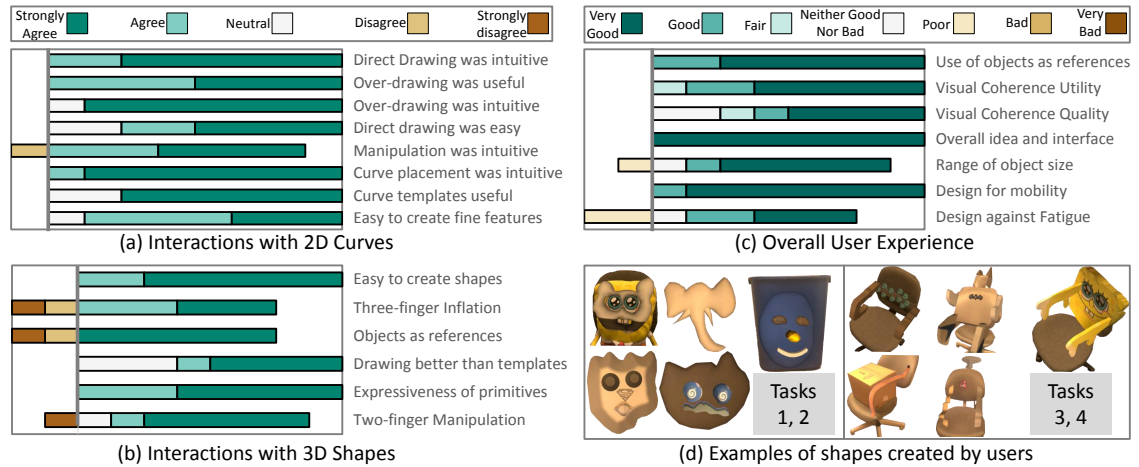 Strongly Agree
Agree
Neutral
Disagree
Strongly disagree
Direct Drawing was intuitive
Over-drawing was useful
Over-drawing was intuitive
Direct drawing was easy
Manipulation was intuitive
Curve placement was intuitive
Curve templates useful
Easy to create fine features
(a) Interactions with 2D Curves
Very Good
Good
Fair
Neither Good Nor Bad
Poor
Bad
Very Bad
Use of objects as references
Visual Coherence Utility
Visual Coherence Quality
Overall idea and interface
Range of object size
Design for mobility
Design against Fatigue
(c) Overall User Experience
Easy to create shapes
Three-finger Inflation
Objects as references
Drawing better than templates
Expressiveness of primitives
Two-finger Manipulation
(b) Interactions with 3D Shapes
Tasks
1, 2
Tasks
3, 4
(d) Examples of shapes created by users